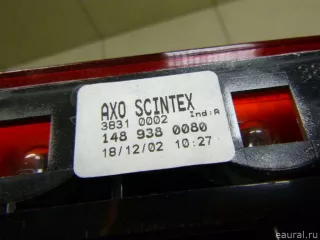 AXO SCINTEX
3831 0002 Ind:A
148 938 0080
18/12/02 10:27
eaural.ru